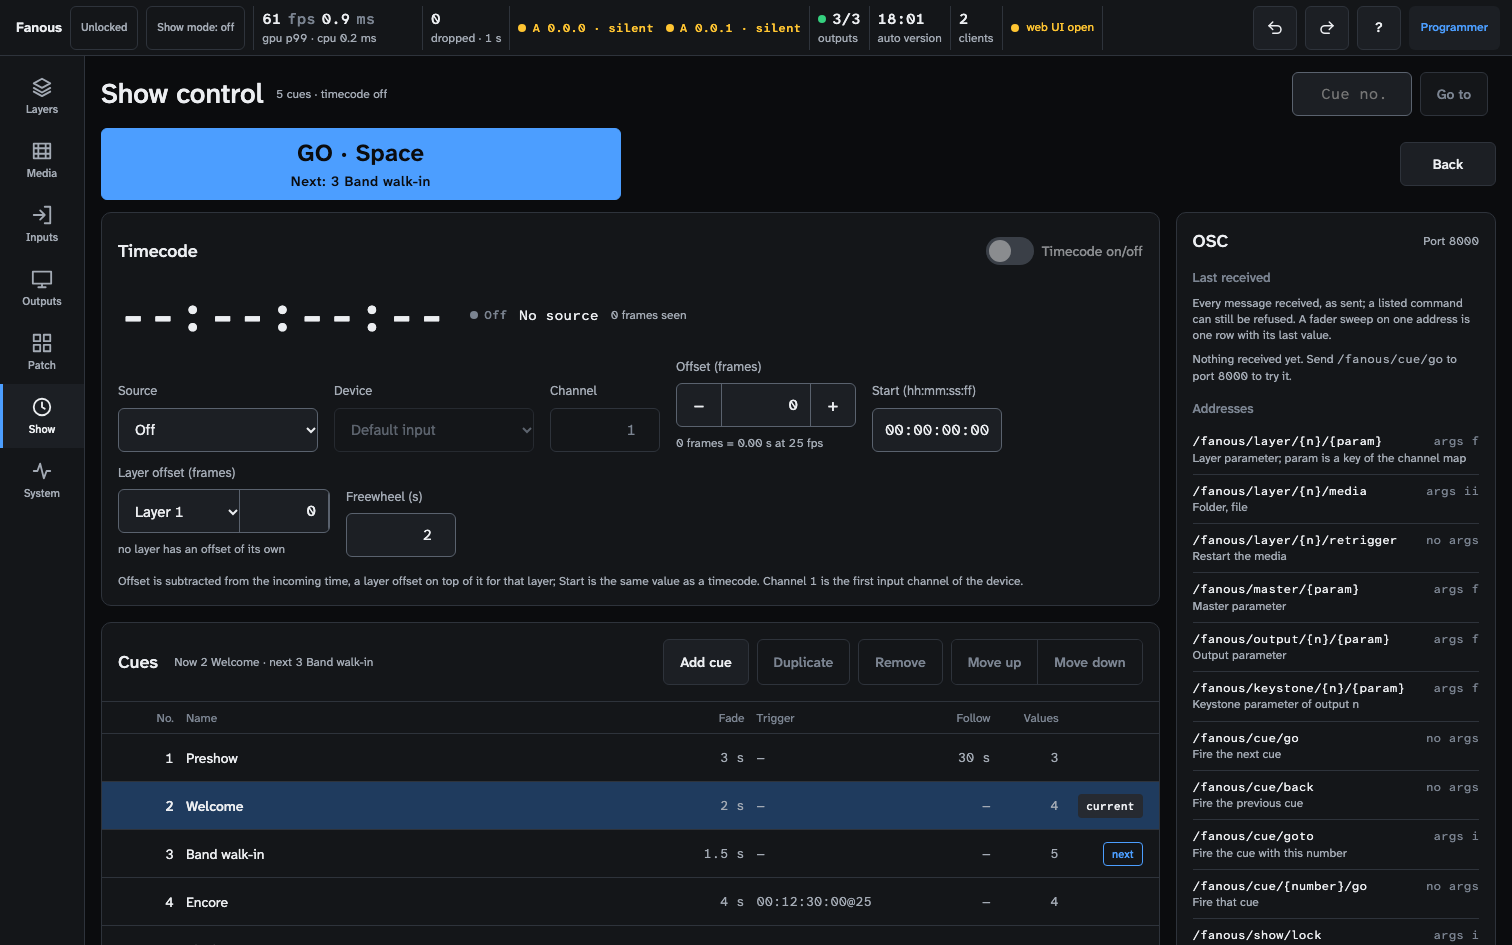 Fanous
Unlocked
Show mode: off
61 fps 0.9 ms
gpu p99 · cpu 0.2 ms
0
dropped · 1 s
A 0.0.0 · silent
A 0.0.1 · silent
3/3
outputs
18:01
auto version
2
clients
web UI open
?
Programmer
Layers
Media
Inputs
Outputs
Patch
Show
System
Show control
5 cues · timecode off
Cue no.
Go to
GO · Space
Next: 3 Band walk-in
Back
Timecode
Timecode on/off
--:--:--:--
Off No source 0 frames seen
Source
Off
Device
Default input
Channel
1
Offset (frames)
− 0 +
0 frames = 0.00 s at 25 fps
Start (hh:mm:ss:ff)
00:00:00:00
Layer offset (frames)
Layer 1
0
no layer has an offset of its own
Freewheel (s)
2
Offset is subtracted from the incoming time, a layer offset on top of it for that layer; Start is the same value as a timecode. Channel 1 is the first input channel of the device.
Cues
Now 2 Welcome · next 3 Band walk-in
Add cue
Duplicate
Remove
Move up
Move down
No. Name Fade Trigger Follow Values
1 Preshow 3 s – 30 s 3
2 Welcome 2 s – – 4 current
3 Band walk-in 1.5 s – – 5 next
4 Encore 4 s 00:12:30:00@25 – 4
OSC
Port 8000
Last received
Every message received, as sent; a listed command
can still be refused. A fader sweep on one address is
one row with its last value.
Nothing received yet. Send /fanous/cue/go to
port 8000 to try it.
Addresses
/fanous/layer/{n}/{param} args f
Layer parameter; param is a key of the channel map
/fanous/layer/{n}/media args ii
Folder, file
/fanous/layer/{n}/retrigger no args
Restart the media
/fanous/master/{param} args f
Master parameter
/fanous/output/{n}/{param} args f
Output parameter
/fanous/keystone/{n}/{param} args f
Keystone parameter of output n
/fanous/cue/go no args
Fire the next cue
/fanous/cue/back no args
Fire the previous cue
/fanous/cue/goto args i
Fire the cue with this number
/fanous/cue/{number}/go no args
Fire that cue
/fanous/show/lock args i